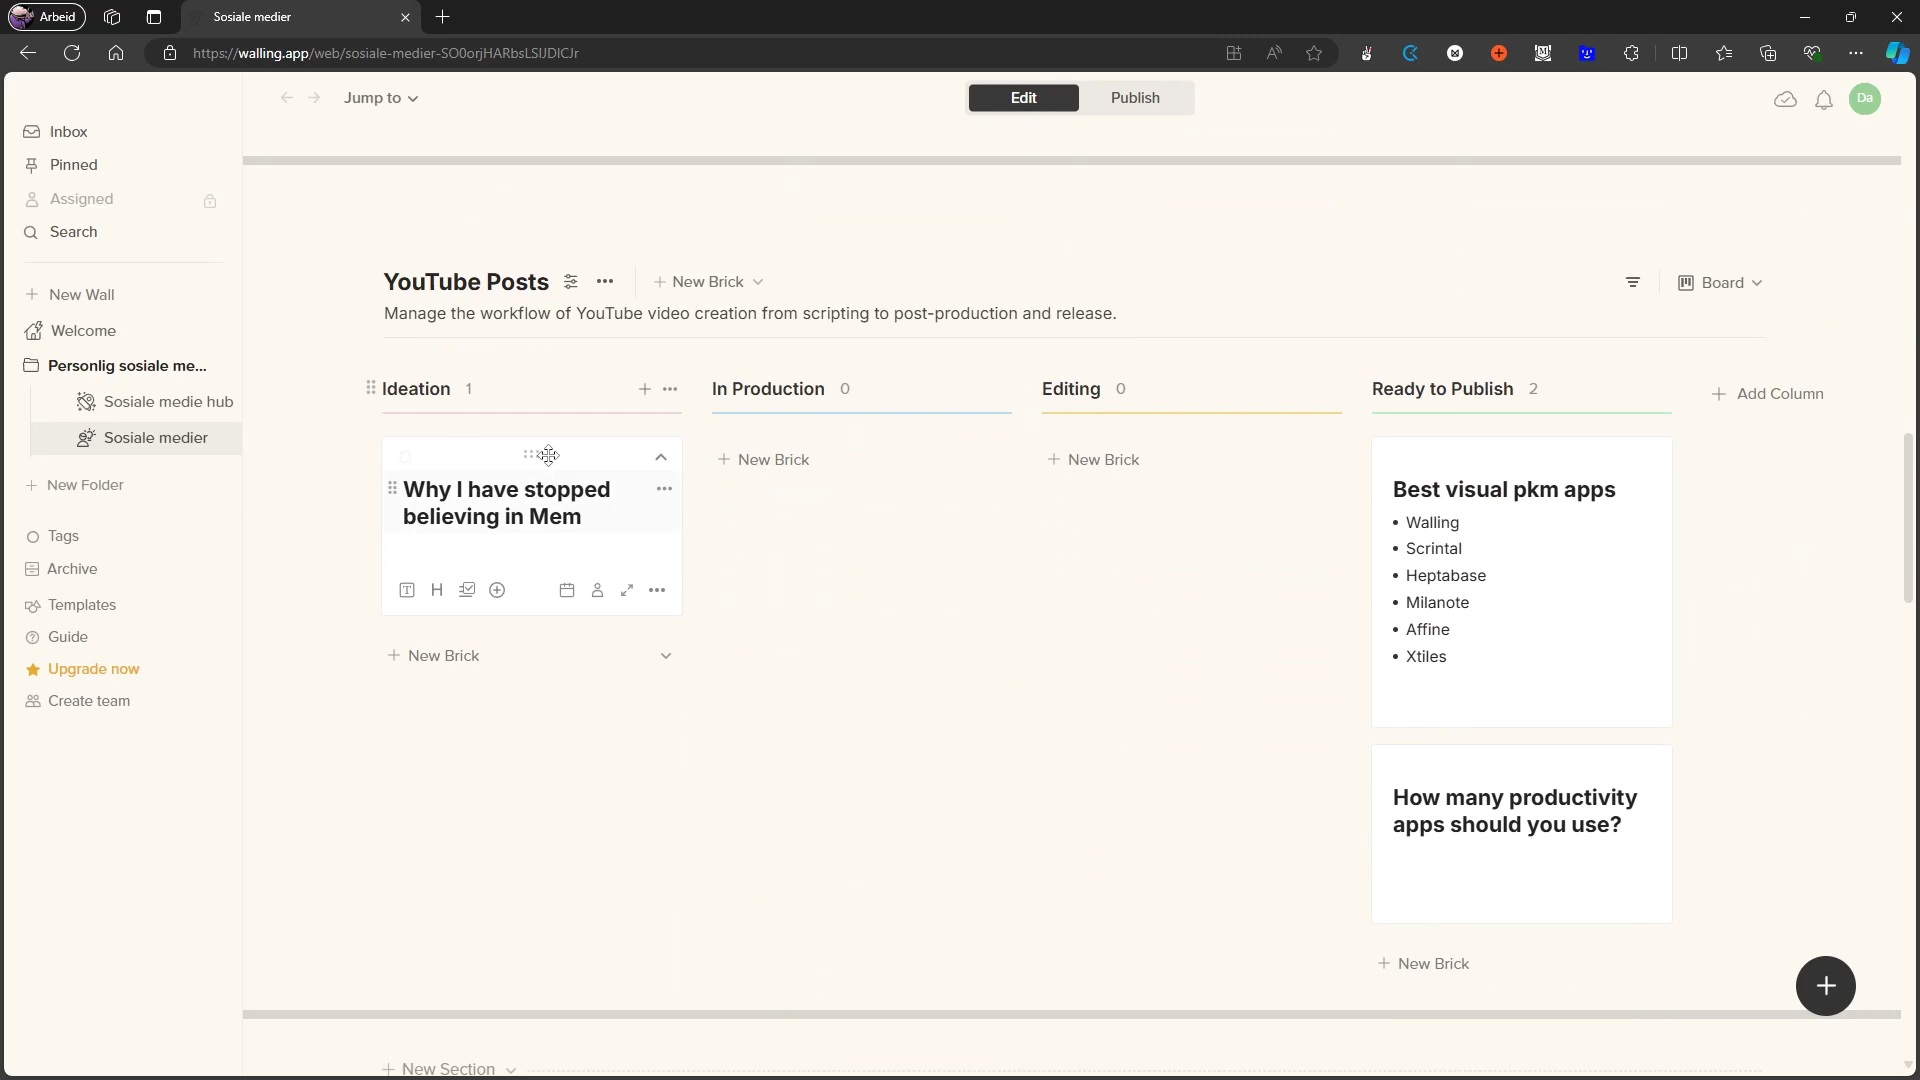 Arbeid
Sosiale medier
https://walling.app/web/sosiale-medier-SO0orjHARbsLSIJDICJr
Jump to
Edit
Publish
Da
Inbox
Pinned
Assigned
Search
New Wall
Welcome
Personlig sosiale me...
Sosiale medie hub
Sosiale medier
New Folder
Tags
Archive
Templates
Guide
Upgrade now
Create team
YouTube Posts
New Brick
Board
Manage the workflow of YouTube video creation from scripting to post-production and release.
Ideation 1
In Production 0
Editing 0
Ready to Publish 2
Add Column
Why I have stopped
believing in Mem
New Brick
New Brick
New Brick
Best visual pkm apps
• Walling
• Scrintal
• Heptabase
• Milanote
• Affine
• Xtiles
How many productivity
apps should you use?
New Brick
New Section